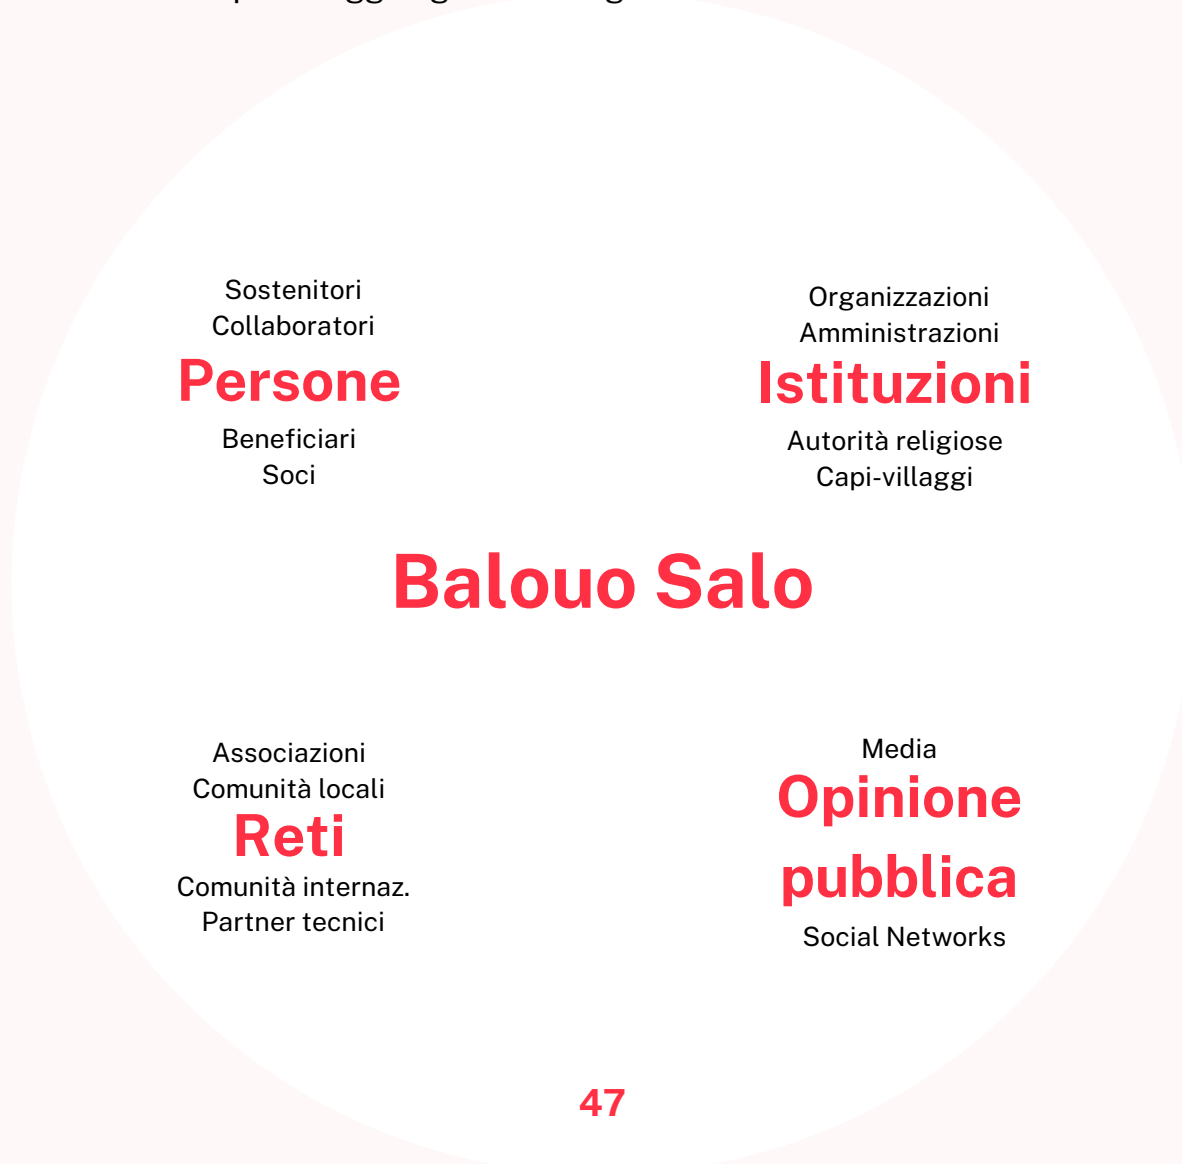 Sostenitori
Collaboratori
Persone
Beneficiari
Soci
Organizzazioni
Amministrazioni
Istituzioni
Autorità religiose
Capi-villaggi
Balouo Salo
Associazioni
Comunità locali
Reti
Comunità internaz.
Partner tecnici
Media
Opinione
pubblica
Social Networks
47